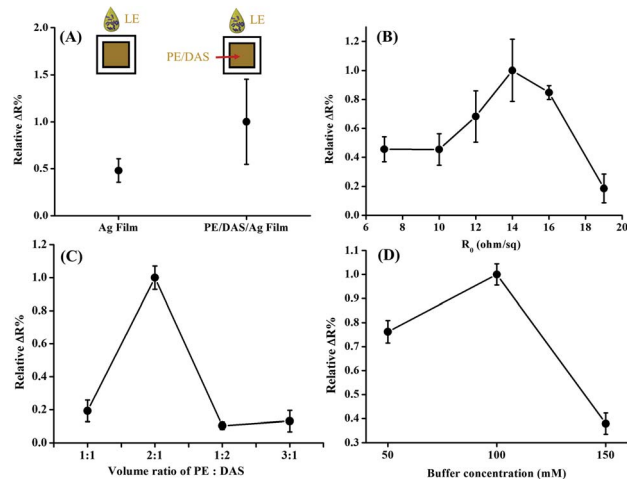 (A)
LE
LE
PE/DAS
Relative ΔR%
2.0
1.5
1.0
0.5
0.0
Ag Film
PE/DAS/Ag Film
(B)
Relative ΔR%
1.2
1.0
0.8
0.6
0.4
0.2
0.0
6 8 10 12 14 16 18 20
R0 (ohm/sq)
(C)
Relative ΔR%
1.2
1.0
0.8
0.6
0.4
0.2
0.0
1:1 2:1 1:2 3:1
Volume ratio of PE : DAS
(D)
Relative ΔR%
1.1
1.0
0.9
0.7
0.6
0.4
0.3
50 100 150
Buffer concentration (mM)